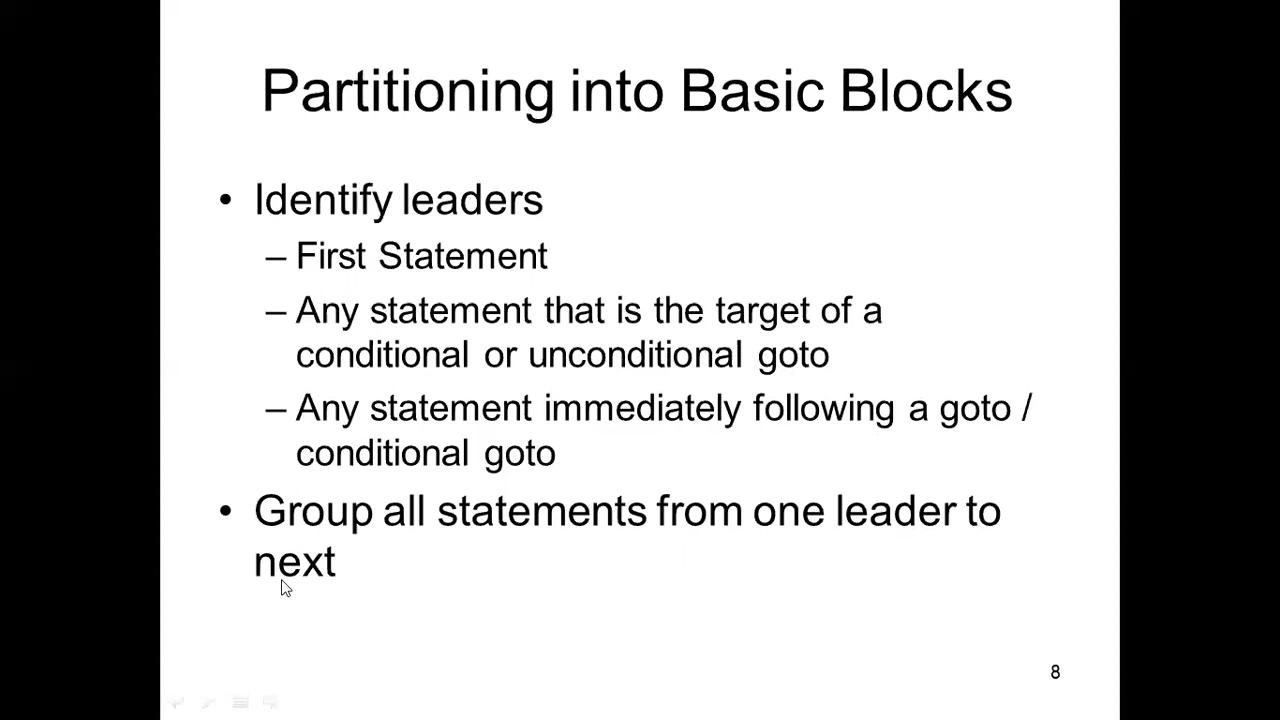 Partitioning into Basic Blocks
• Identify leaders
– First Statement
– Any statement that is the target of a
conditional or unconditional goto
– Any statement immediately following a goto /
conditional goto
• Group all statements from one leader to
next
8